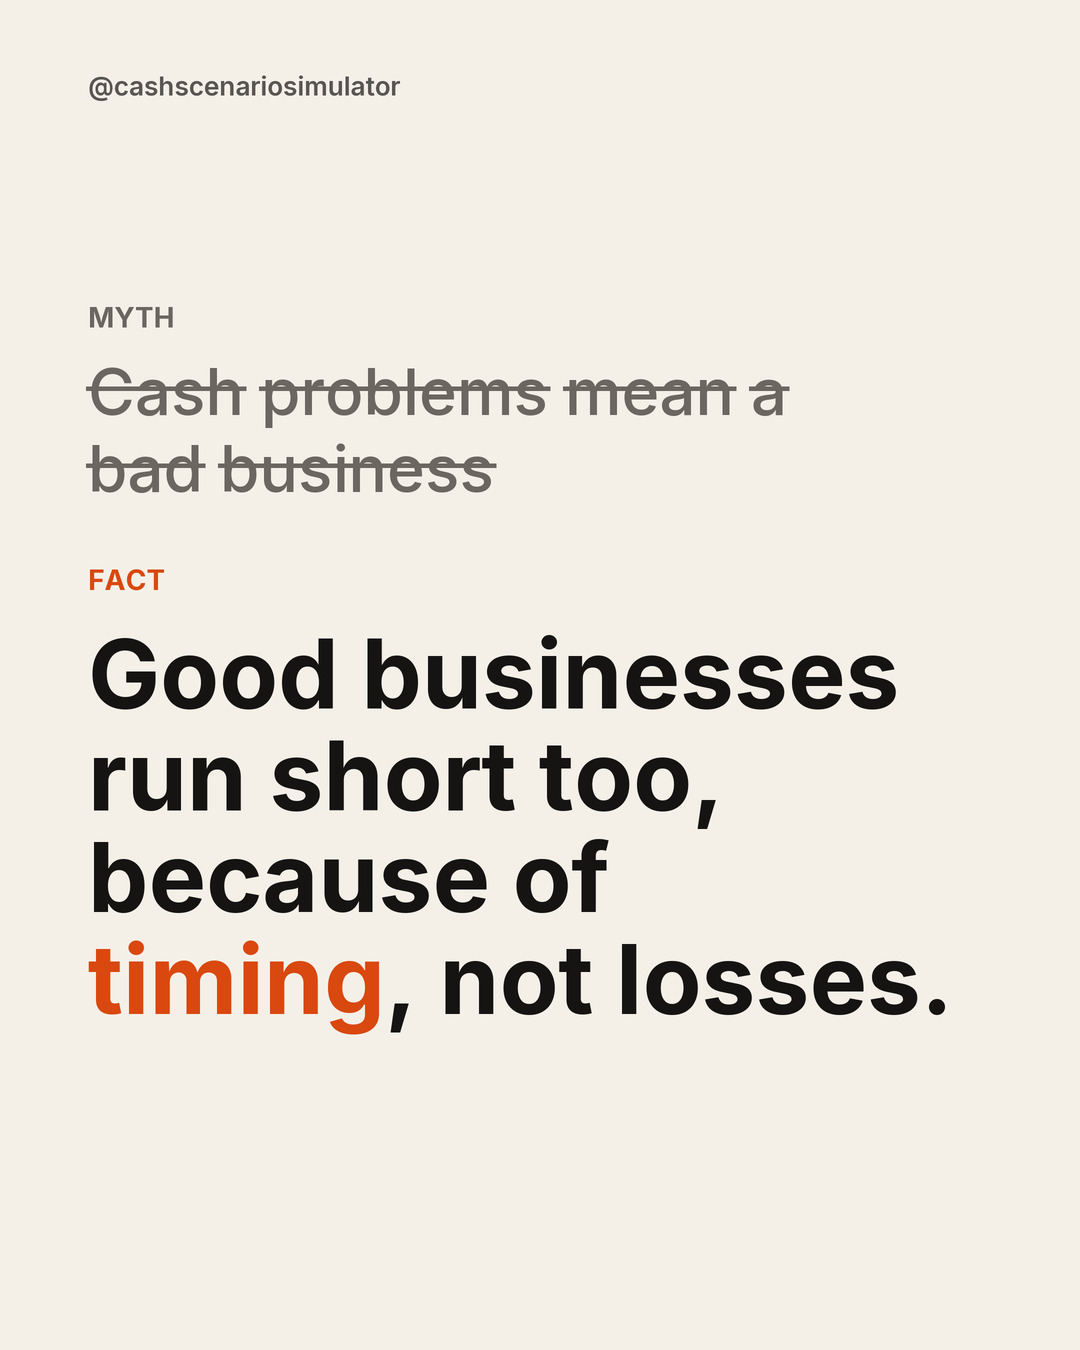 @cashscenariosimulator
MYTH
Cash problems mean a
bad business
FACT
Good businesses
run short too,
because of
timing, not losses.